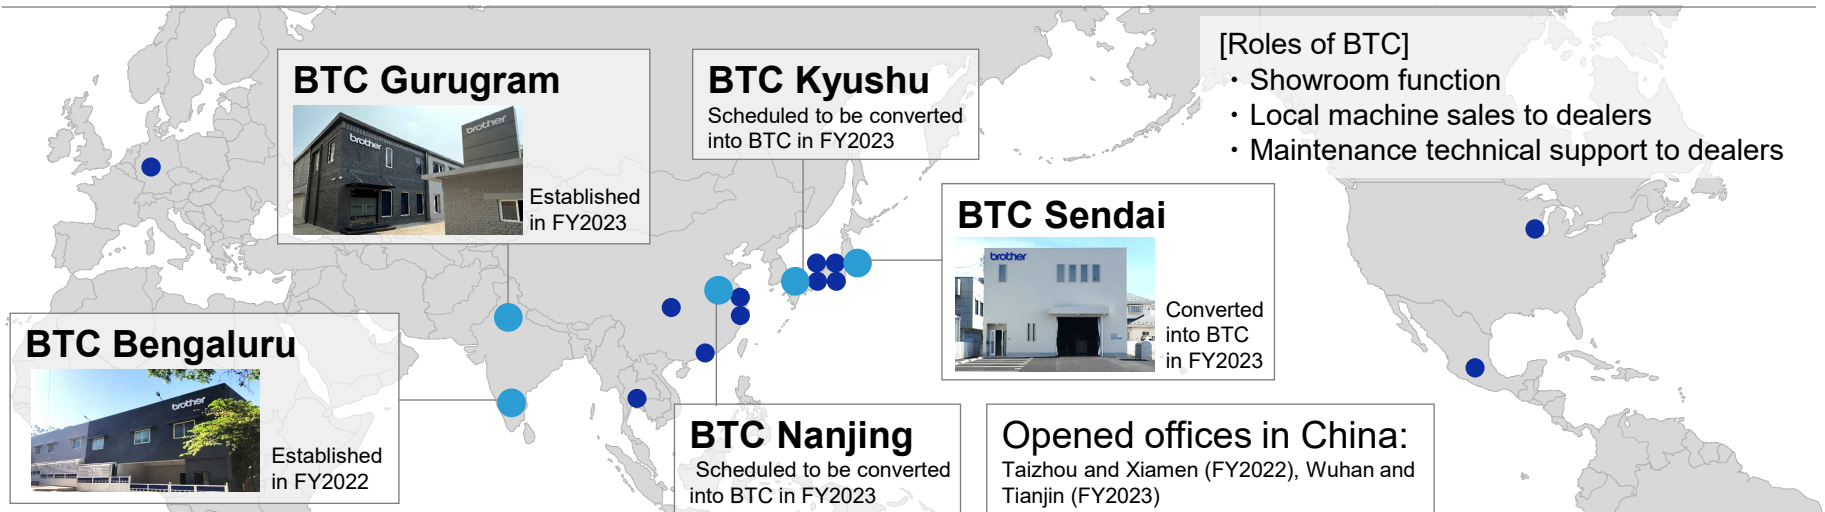 BTC Gurugram
brother
brother
Established
in FY2023
BTC Kyushu
Scheduled to be converted
into BTC in FY2023
[Roles of BTC]
・Showroom function
・Local machine sales to dealers
・Maintenance technical support to dealers
BTC Sendai
brother
Converted
into BTC
in FY2023
BTC Bengaluru
brother
Established
in FY2022
BTC Nanjing
Scheduled to be converted
into BTC in FY2023
Opened offices in China:
Taizhou and Xiamen (FY2022), Wuhan and
Tianjin (FY2023)